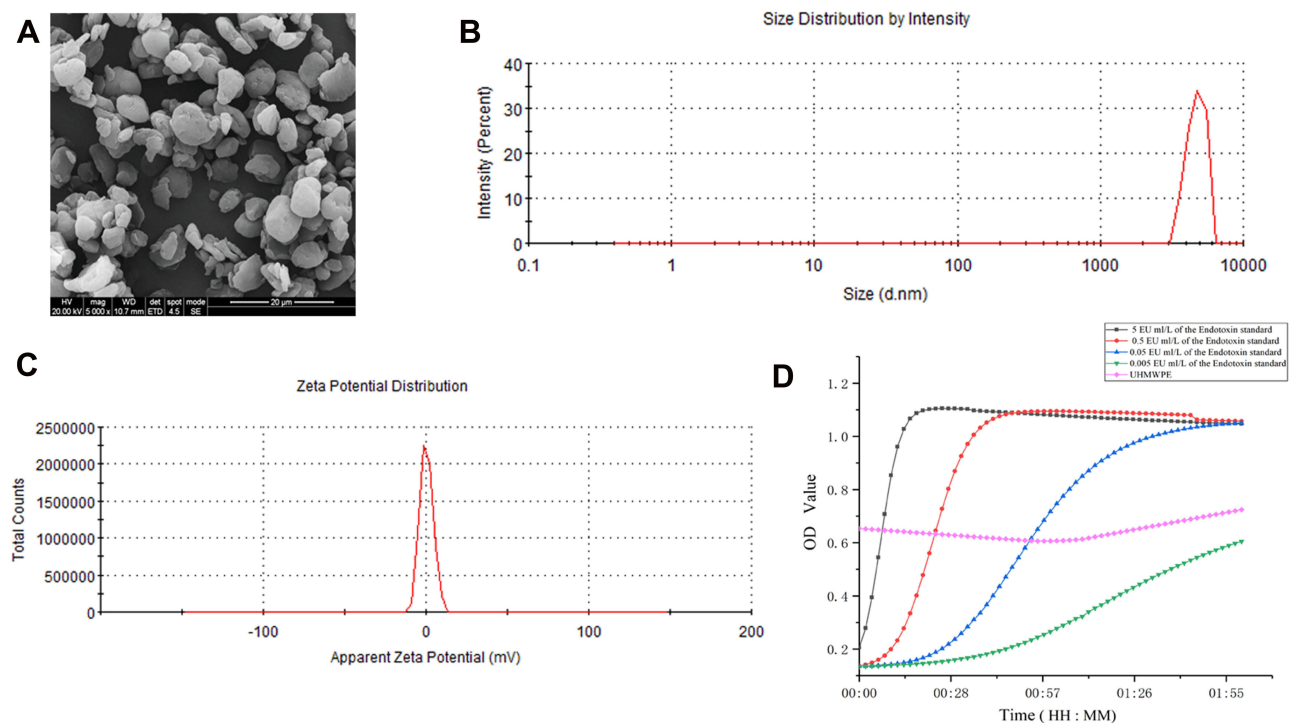 A
HV mag WD det spot mode
20.00 kV 5 000 x 10.7 mm ETD 4.5 SE
20 µm
B
Size Distribution by Intensity
Intensity (Percent)
40
30
20
10
0
0.1 1 10 100 1000 10000
Size (d.nm)
C
Zeta Potential Distribution
Total Counts
2500000
2000000
1500000
1000000
500000
0
-100 0 100 200
Apparent Zeta Potential (mV)
D
5 EU ml/L of the Endotoxin standard
0.5 EU ml/L of the Endotoxin standard
0.05 EU ml/L of the Endotoxin standard
0.005 EU ml/L of the Endotoxin standard
UHMWPE
OD Value
1.2
1.0
0.8
0.6
0.4
0.2
00:00 00:28 00:57 01:26 01:55
Time ( HH : MM)